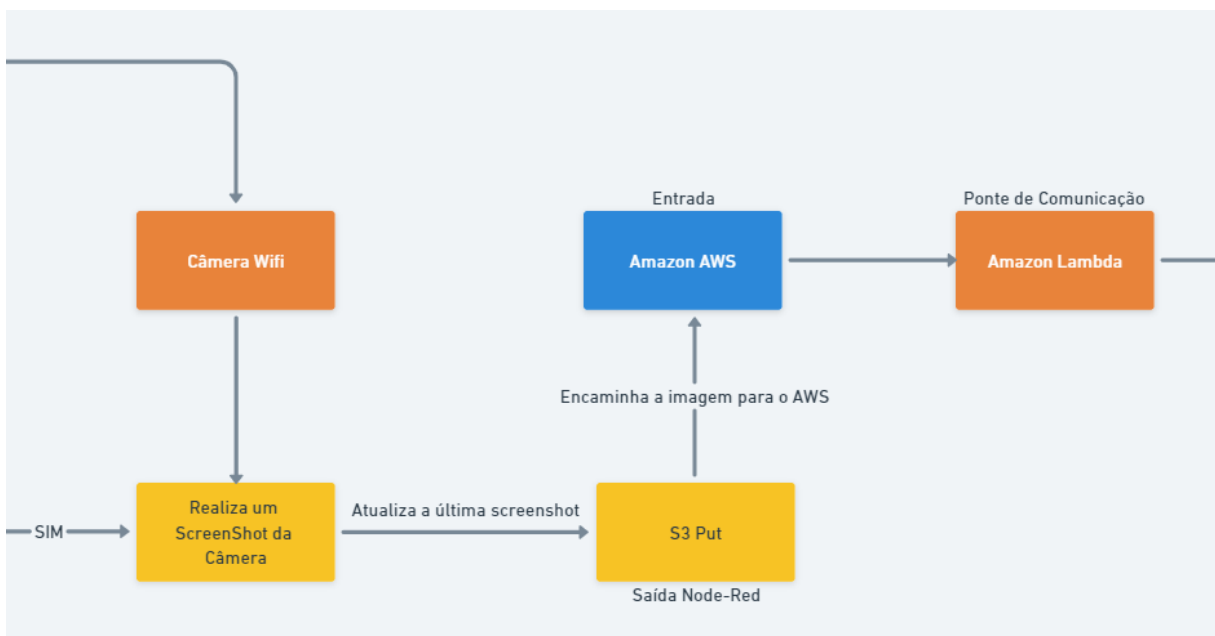 Entrada
Ponte de Comunicação
Câmera Wifi
Amazon AWS
Amazon Lambda
Encaminha a imagem para o AWS
SIM
Realiza um
ScreenShot da
Câmera
Atualiza a última screenshot
S3 Put
Saída Node-Red